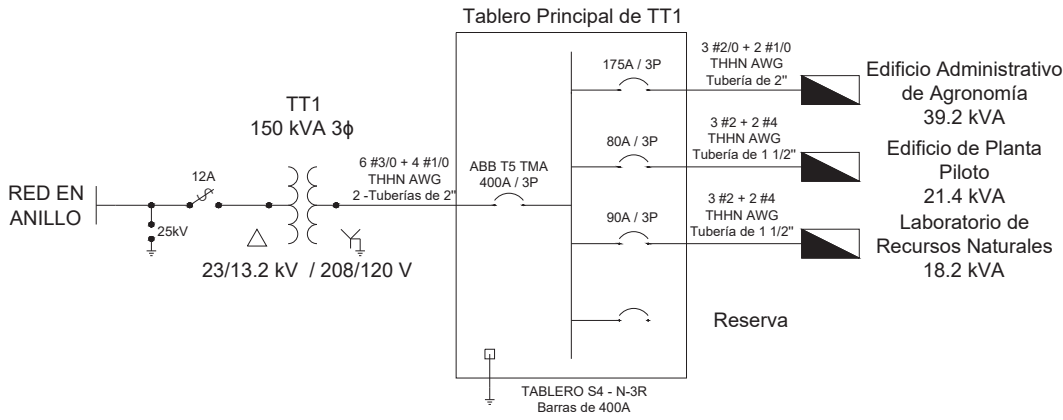 Tablero Principal de TT1
TT1
150 kVA 3ϕ
RED EN
ANILLO
12A
25kV
23/13.2 kV / 208/120 V
6 #3/0 + 4 #1/0
THHN AWG
2 -Tuberías de 2"
ABB T5 TMA
400A / 3P
175A / 3P
3 #2/0 + 2 #1/0
THHN AWG
Tubería de 2"
Edificio Administrativo
de Agronomía
39.2 kVA
80A / 3P
3 #2 + 2 #4
THHN AWG
Tubería de 1 1/2"
Edificio de Planta
Piloto
21.4 kVA
90A / 3P
3 #2 + 2 #4
THHN AWG
Tubería de 1 1/2"
Laboratorio de
Recursos Naturales
18.2 kVA
Reserva
TABLERO S4 - N-3R
Barras de 400A